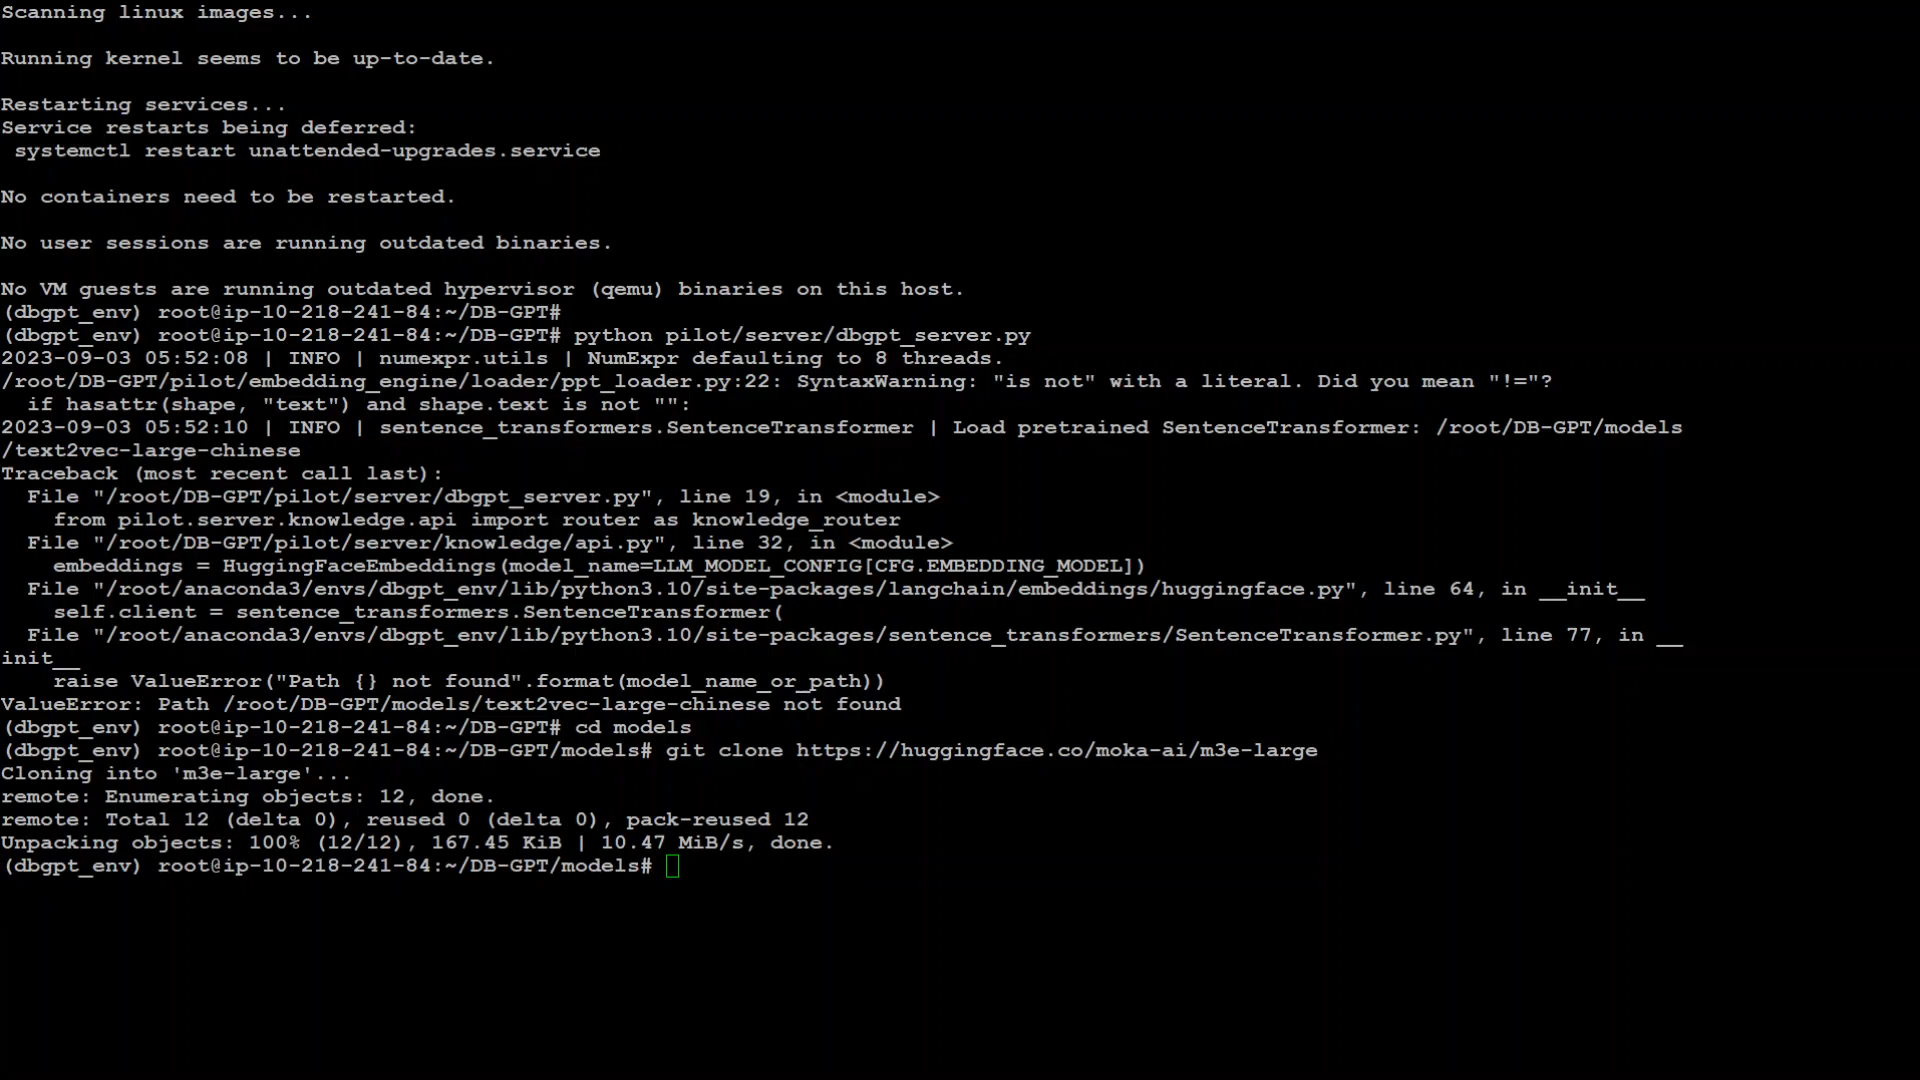 Scanning linux images...
Running kernel seems to be up-to-date.
Restarting services...
Service restarts being deferred:
 systemctl restart unattended-upgrades.service
No containers need to be restarted.
No user sessions are running outdated binaries.
No VM guests are running outdated hypervisor (qemu) binaries on this host.
(dbgpt_env) root@ip-10-218-241-84:~/DB-GPT#
(dbgpt_env) root@ip-10-218-241-84:~/DB-GPT# python pilot/server/dbgpt_server.py
2023-09-03 05:52:08 | INFO | numexpr.utils | NumExpr defaulting to 8 threads.
/root/DB-GPT/pilot/embedding_engine/loader/ppt_loader.py:22: SyntaxWarning: "is not" with a literal. Did you mean "!="?
  if hasattr(shape, "text") and shape.text is not "":
2023-09-03 05:52:10 | INFO | sentence_transformers.SentenceTransformer | Load pretrained SentenceTransformer: /root/DB-GPT/models
/text2vec-large-chinese
Traceback (most recent call last):
  File "/root/DB-GPT/pilot/server/dbgpt_server.py", line 19, in <module>
    from pilot.server.knowledge.api import router as knowledge_router
  File "/root/DB-GPT/pilot/server/knowledge/api.py", line 32, in <module>
    embeddings = HuggingFaceEmbeddings(model_name=LLM_MODEL_CONFIG[CFG.EMBEDDING_MODEL])
  File "/root/anaconda3/envs/dbgpt_env/lib/python3.10/site-packages/langchain/embeddings/huggingface.py", line 64, in __init__
    self.client = sentence_transformers.SentenceTransformer(
  File "/root/anaconda3/envs/dbgpt_env/lib/python3.10/site-packages/sentence_transformers/SentenceTransformer.py", line 77, in __
init__
    raise ValueError("Path {} not found".format(model_name_or_path))
ValueError: Path /root/DB-GPT/models/text2vec-large-chinese not found
(dbgpt_env) root@ip-10-218-241-84:~/DB-GPT# cd models
(dbgpt_env) root@ip-10-218-241-84:~/DB-GPT/models# git clone https://huggingface.co/moka-ai/m3e-large
Cloning into 'm3e-large'...
remote: Enumerating objects: 12, done.
remote: Total 12 (delta 0), reused 0 (delta 0), pack-reused 12
Unpacking objects: 100% (12/12), 167.45 KiB | 10.47 MiB/s, done.
(dbgpt_env) root@ip-10-218-241-84:~/DB-GPT/models#